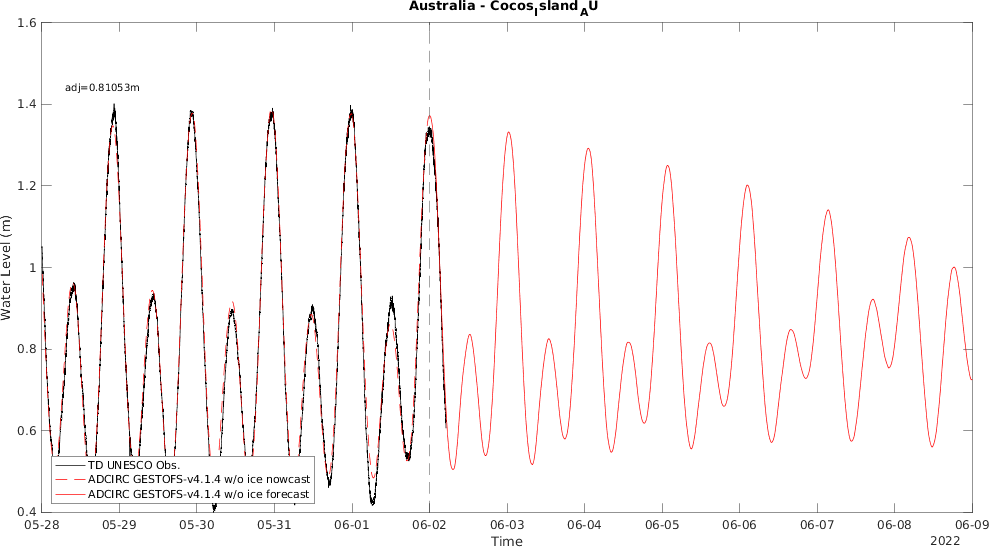 Australia - CocosIslandAU
1.6
adj=0.81053m
1.4
1.2
1
0.8
0.6
0.4
Water Level (m)
TD UNESCO Obs.
ADCIRC GESTOFS-v4.1.4 w/o ice nowcast
ADCIRC GESTOFS-v4.1.4 w/o ice forecast
05-28 05-29 05-30 05-31 06-01 06-02 06-03 06-04 06-05 06-06 06-07 06-08 06-09
Time
2022